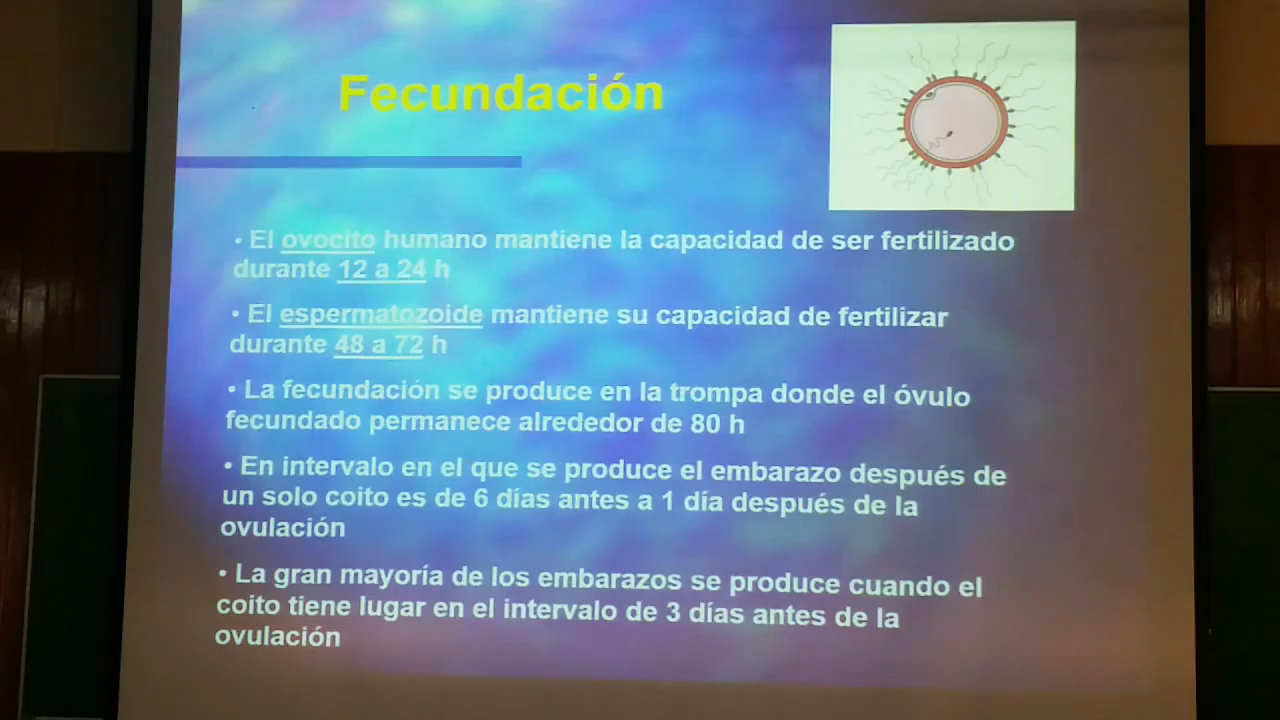 Fecundación
• El ovocito humano mantiene la capacidad de ser fertilizado
durante 12 a 24 h
• El espermatozoide mantiene su capacidad de fertilizar
durante 48 a 72 h
• La fecundación se produce en la trompa donde el óvulo
fecundado permanece alrededor de 80 h
• En intervalo en el que se produce el embarazo después de
un solo coito es de 6 días antes a 1 día después de la
ovulación
• La gran mayoría de los embarazos se produce cuando el
coito tiene lugar en el intervalo de 3 días antes de la
ovulación